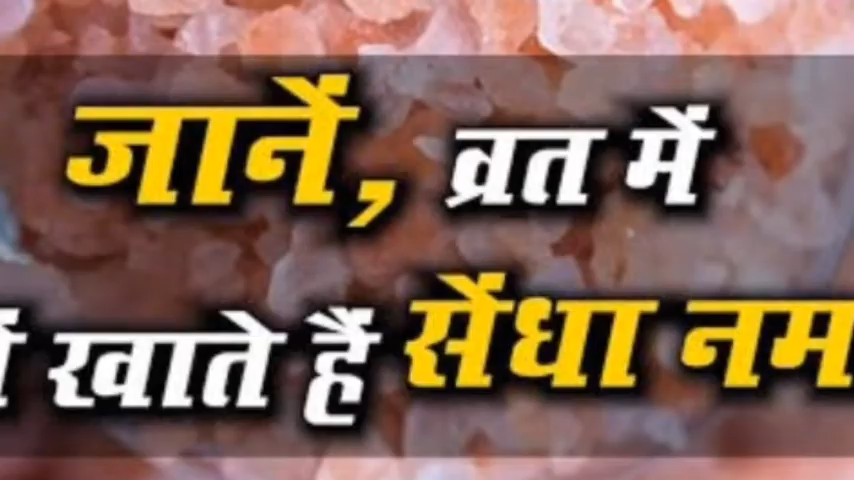 जानें, व्रत में
खाते हैं सेंधा